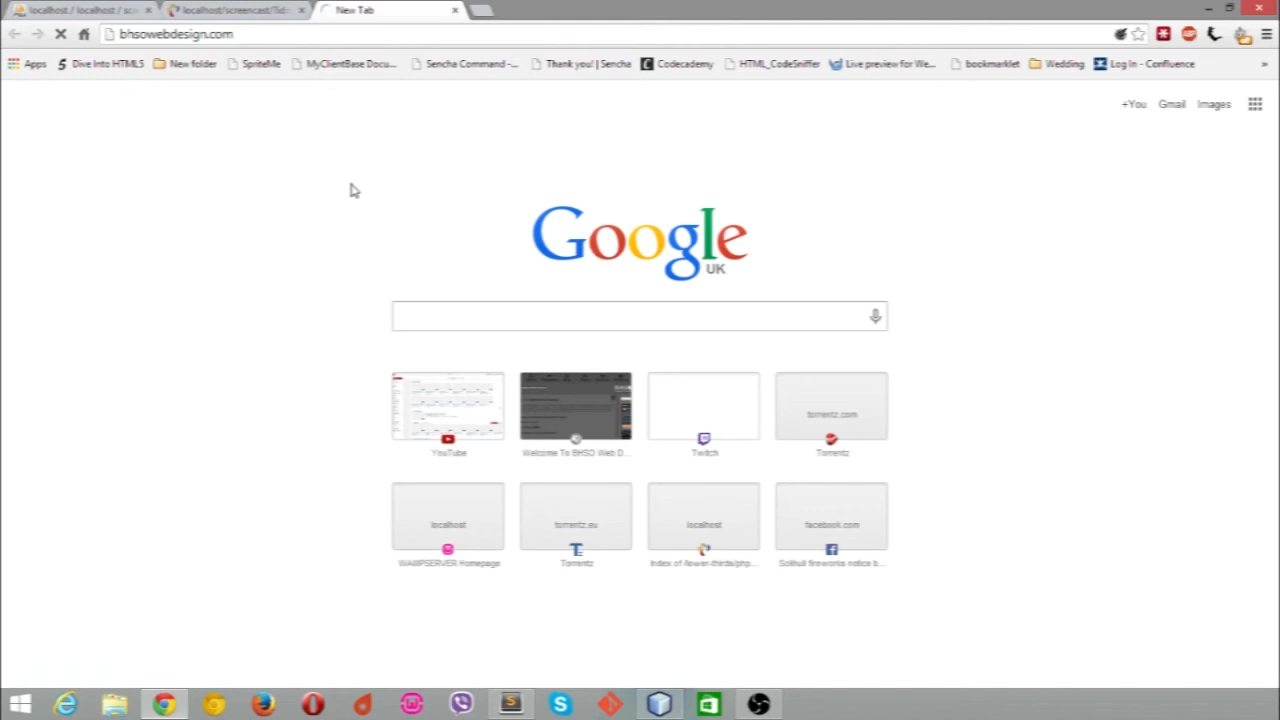 localhost / localhost / scr
localhost/screencast/?id
New Tab
bhsowebdesign.com
Apps
Dive Into HTML5
New folder
SpriteMe
MyClientBase Docu...
Sencha Command -...
Thank you! | Sencha
Codecademy
HTML_CodeSniffer
Live preview for We...
bookmarklet
Wedding
Log In - Confluence
»
+You Gmail Images
Google
UK
torrentz.com
YouTube
Welcome To BHSO Web D...
Twitch
Torrentz
localhost
torrentz.eu
localhost
facebook.com
WAMPSERVER Homepage
Torrentz
Index of /lower-thirds/php...
Solihull fireworks notice b...